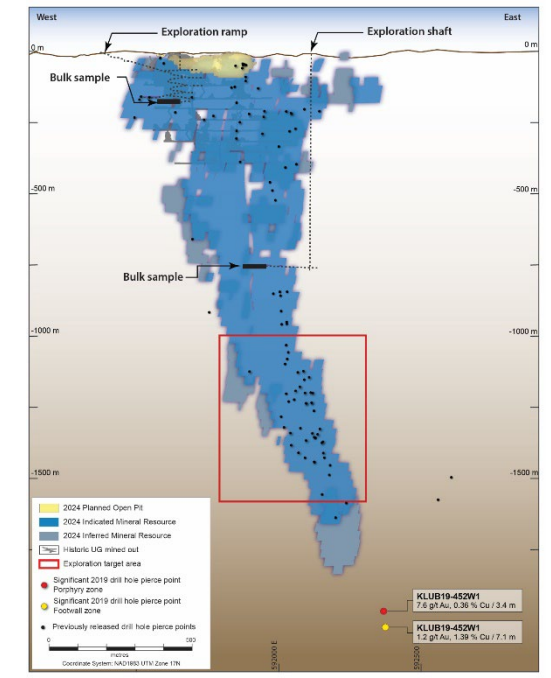 West
East
Exploration ramp
Exploration shaft
0 m
0 m
Bulk sample
-500 m
-500 m
Bulk sample
-1000 m
-1000 m
-1500 m
-1500 m
2024 Planned Open Pit
2024 Indicated Mineral Resource
2024 Inferred Mineral Resource
Historic UG mined out
Exploration target area
Significant 2019 drill hole pierce point
Porphyry zone
Significant 2019 drill hole pierce point
Footwall zone
Previously released drill hole pierce points
0 500
metres
Coordinate System: NAD1983 UTM Zone 17N
KLUB19-452W1
7.6 g/t Au, 0.36 % Cu / 3.4 m
KLUB19-452W1
1.2 g/t Au, 1.39 % Cu / 7.1 m
592000 E
592500